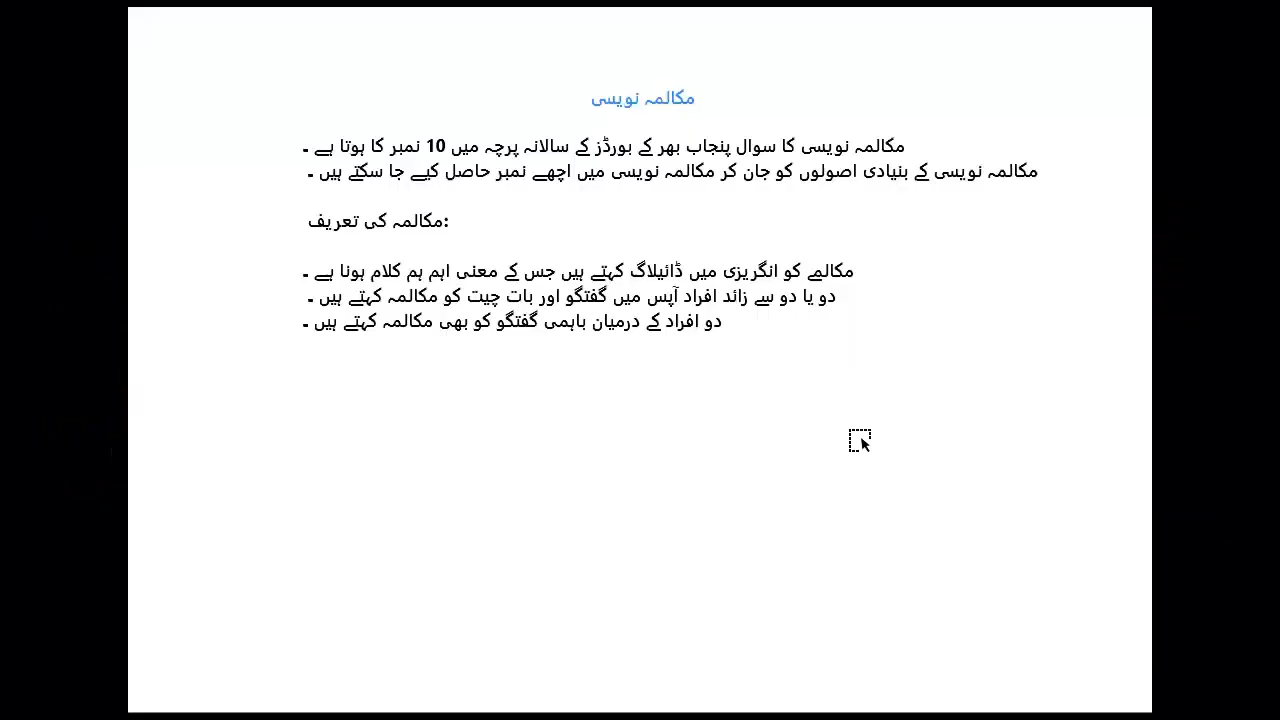 مکالمہ نویسی
مکالمہ نویسی کا سوال پنجاب بھر کے بورڈز کے سالانہ پرچہ میں 10 نمبر کا ہوتا ہے ۔
مکالمہ نویسی کے بنیادی اصولوں کو جان کر مکالمہ نویسی میں اچھے نمبر حاصل کیے جا سکتے ہیں ۔
مکالمہ کی تعریف:
مکالمے کو انگریزی میں ڈائیلاگ کہتے ہیں جس کے معنی اہم ہم کلام ہونا ہے ۔
دو یا دو سے زائد افراد آپس میں گفتگو اور بات چیت کو مکالمہ کہتے ہیں ۔
دو افراد کے درمیان باہمی گفتگو کو بھی مکالمہ کہتے ہیں ۔